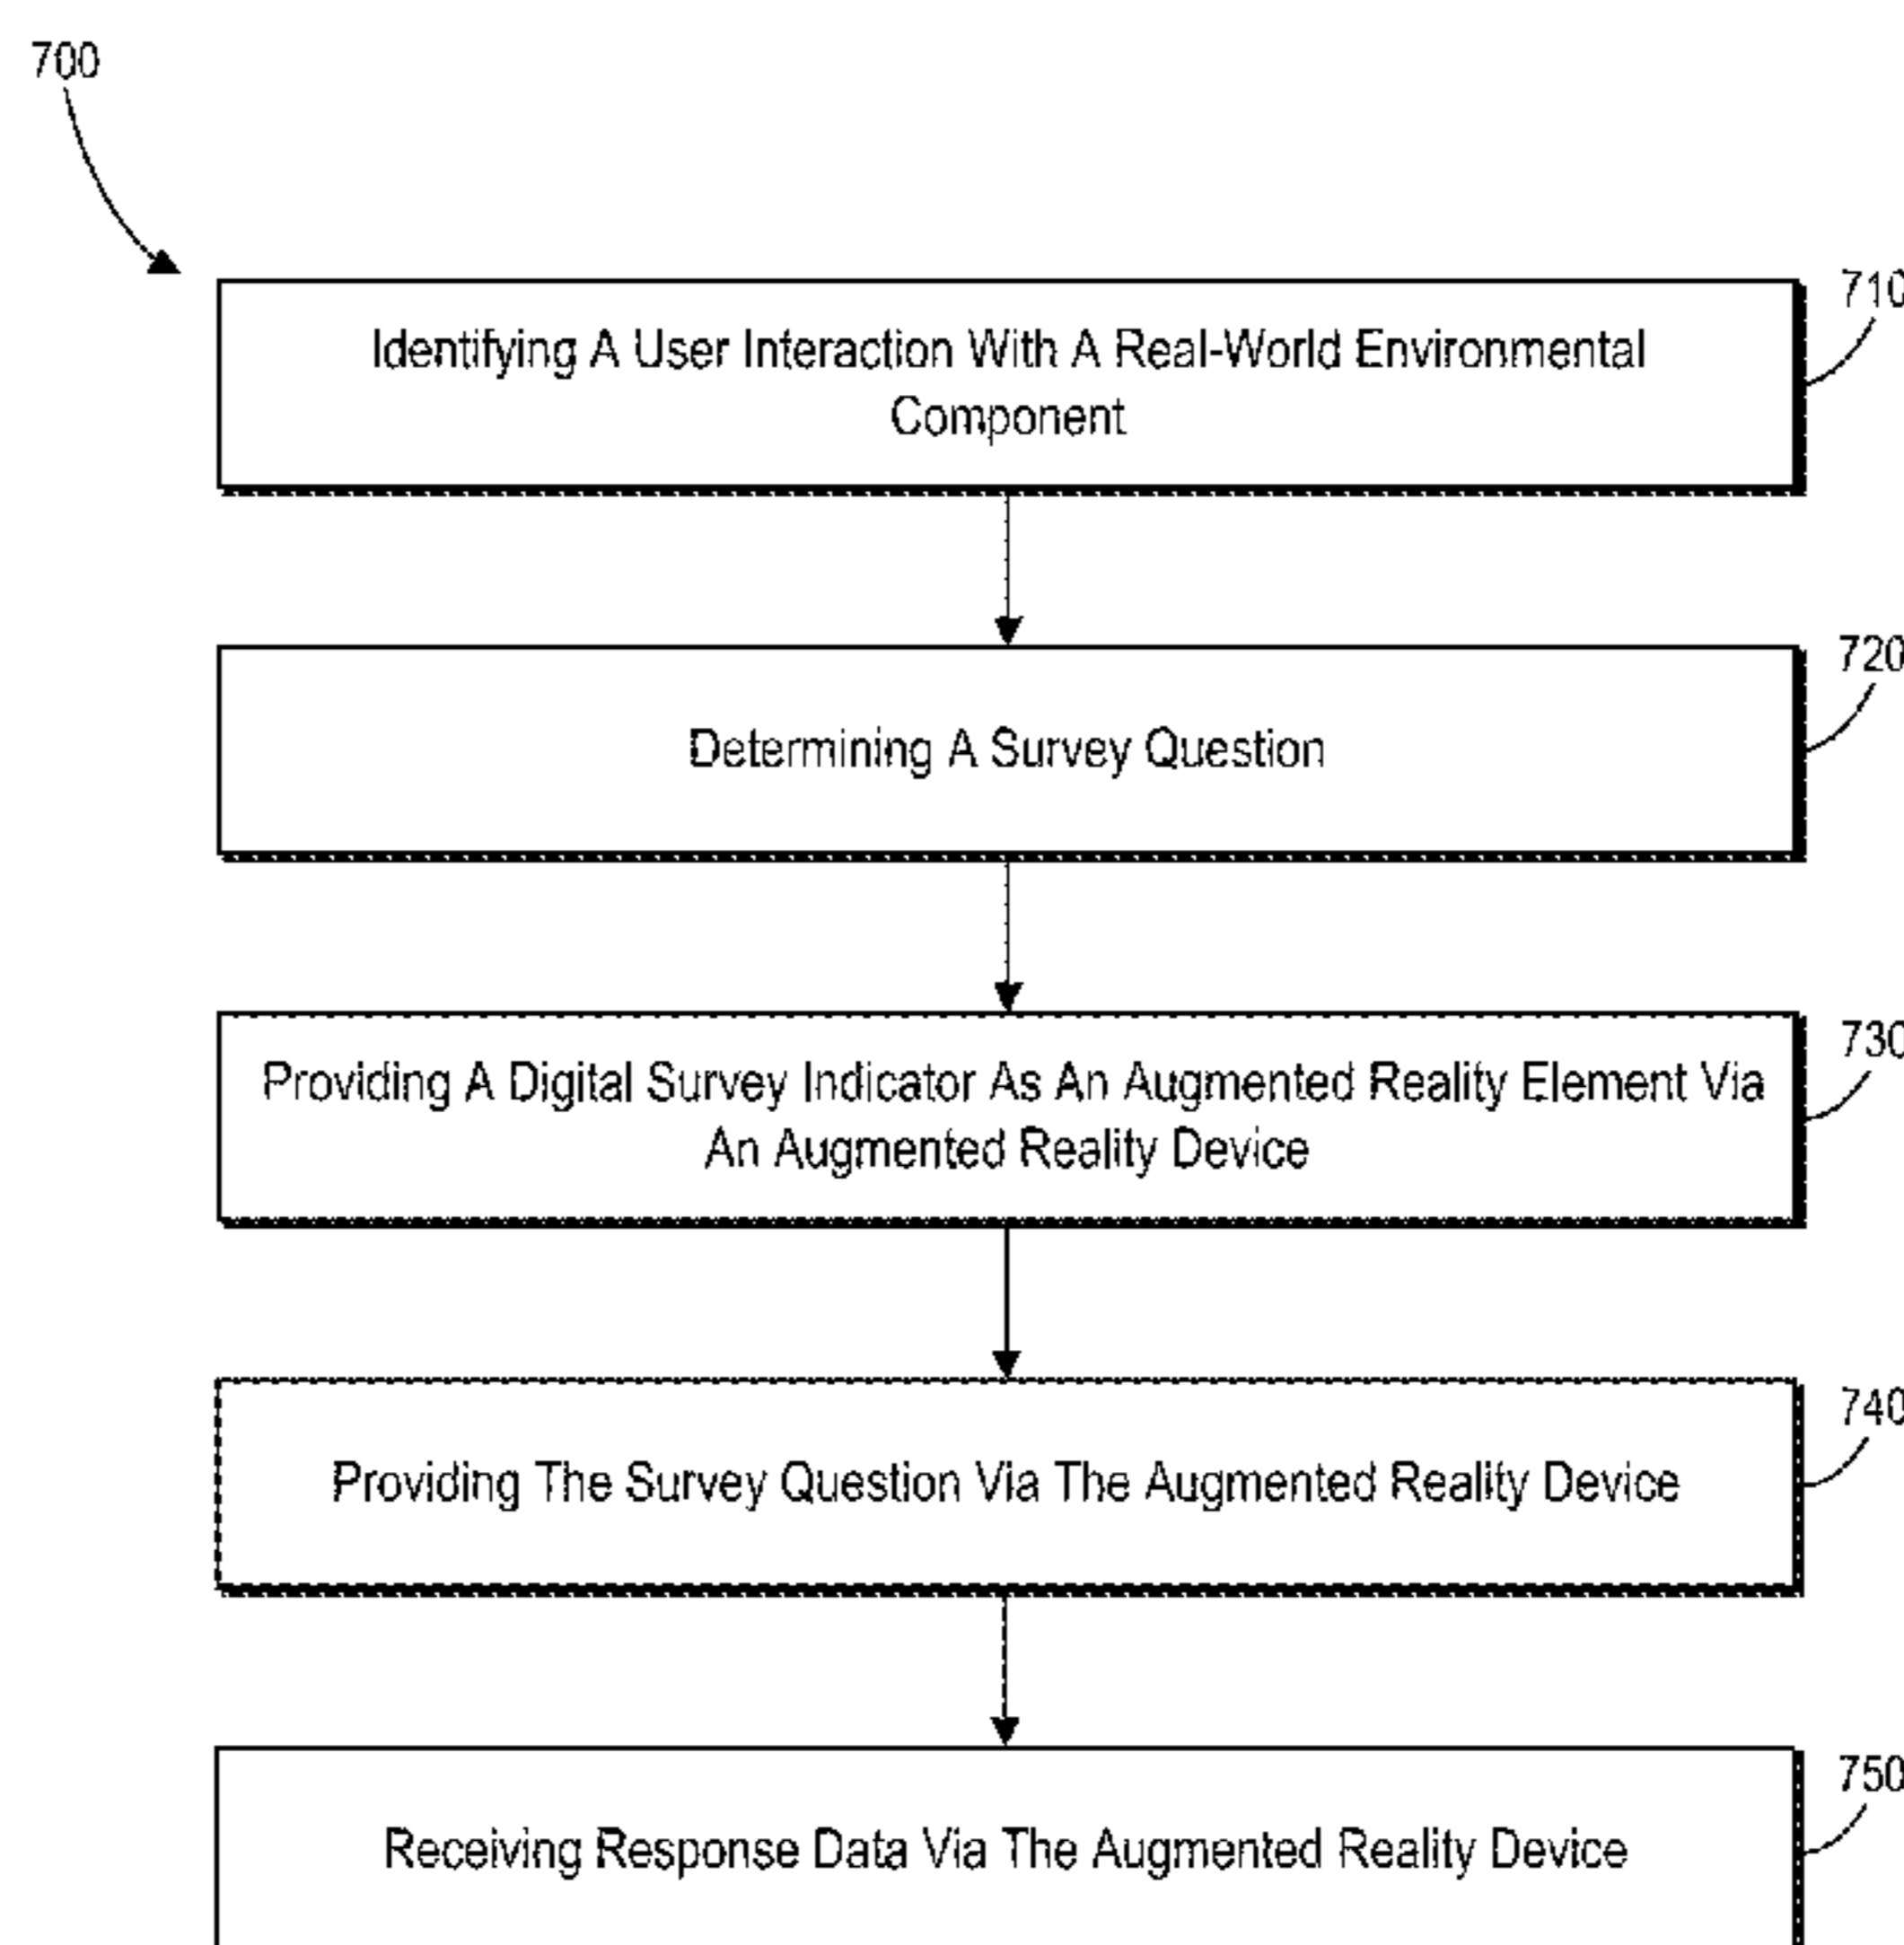 700
710
Identifying A User Interaction With A Real-World Environmental
Component
720
Determining A Survey Question
730
Providing A Digital Survey Indicator As An Augmented Reality Element Via
An Augmented Reality Device
740
Providing The Survey Question Via The Augmented Reality Device
750
Receiving Response Data Via The Augmented Reality Device